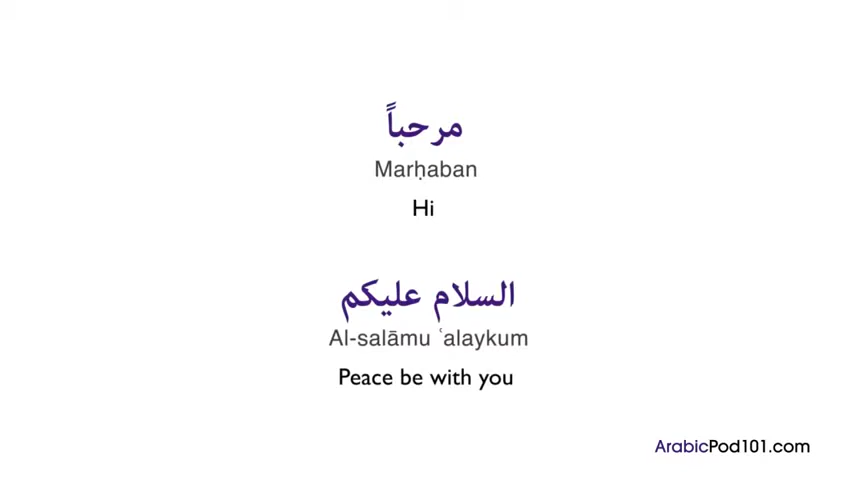 مرحباً
Marḥaban
Hi
السلام عليكم
Al-salāmu ʿalaykum
Peace be with you
ArabicPod101.com